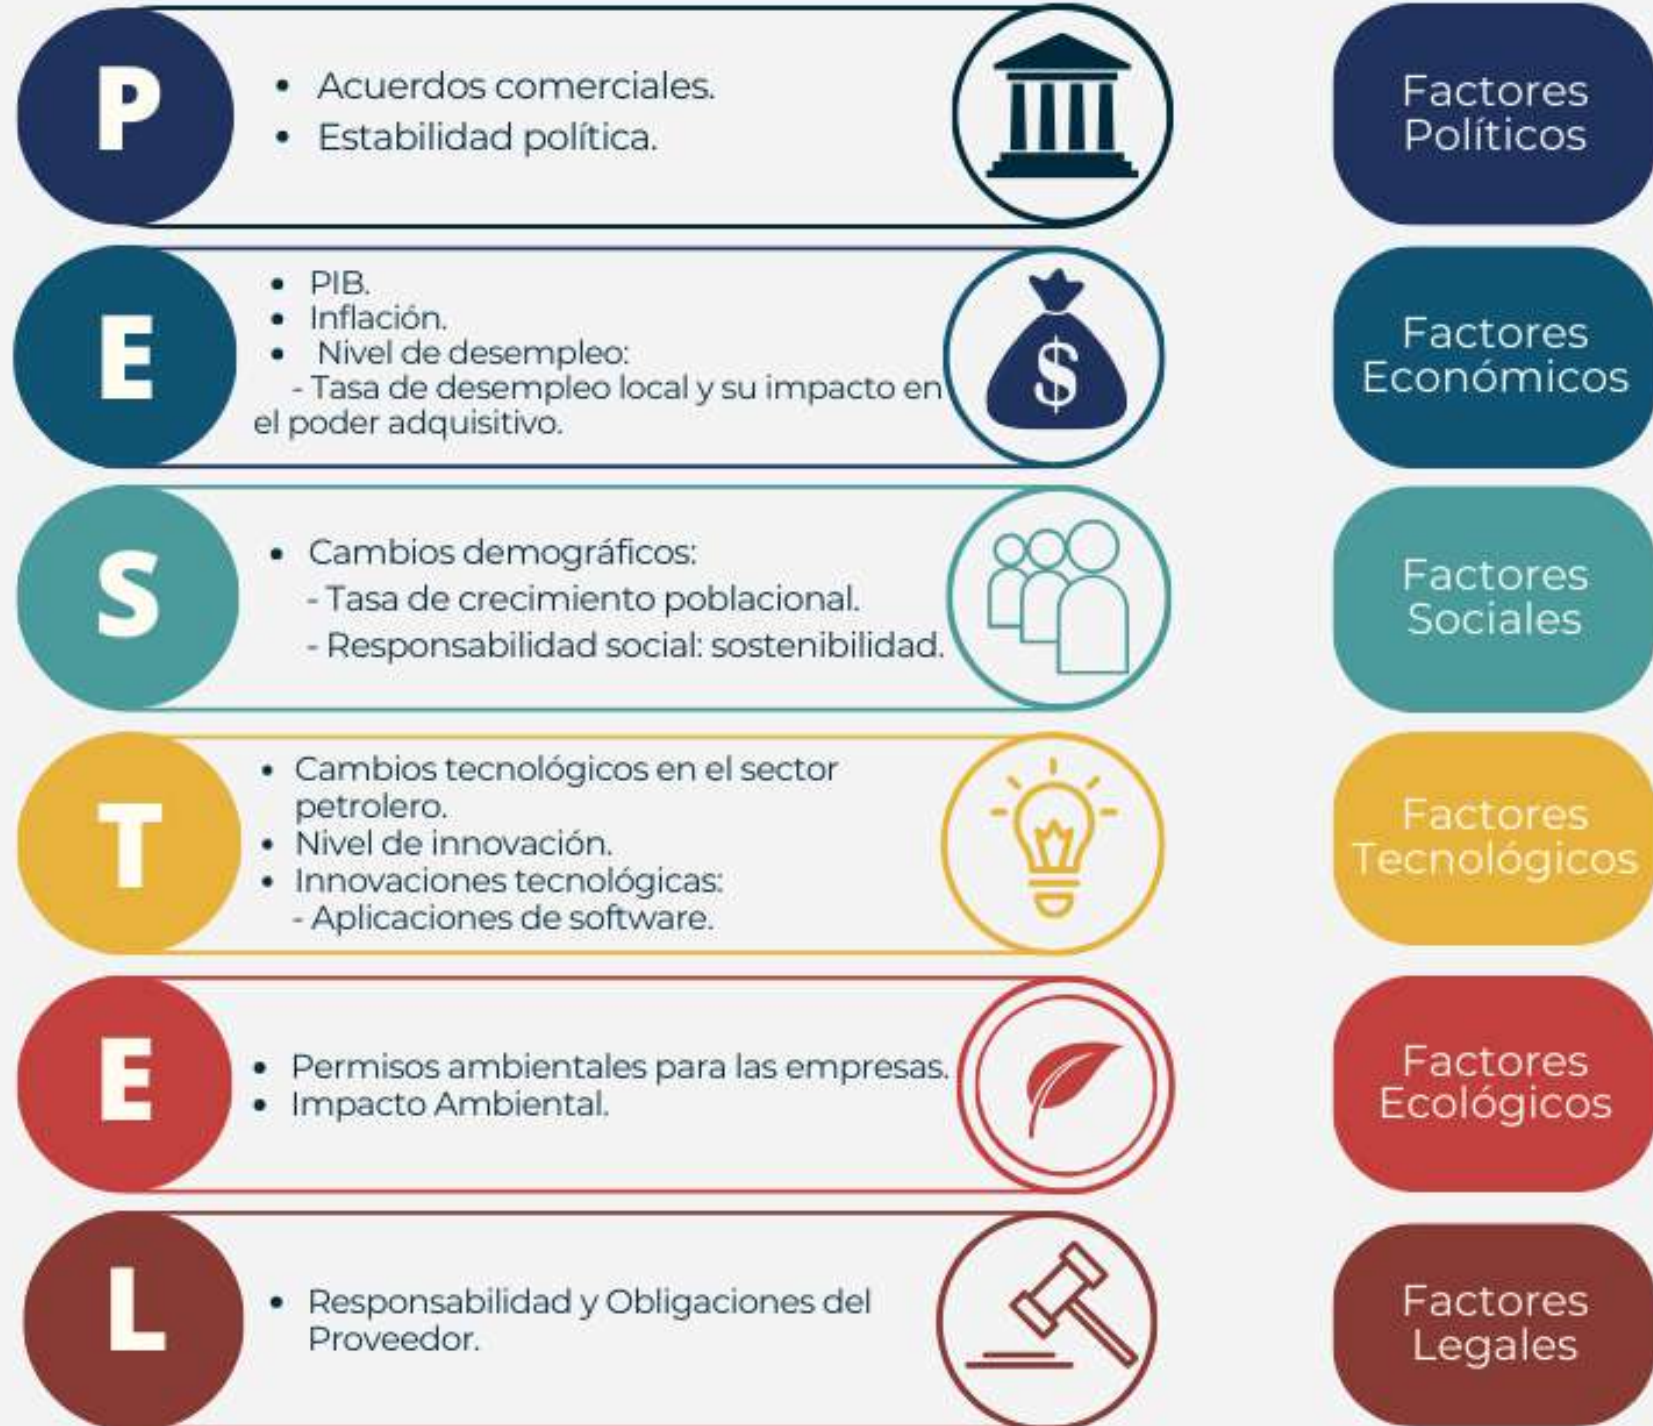 P
• Acuerdos comerciales.
• Estabilidad política.
Factores
Políticos
E
• PIB.
• Inflación.
• Nivel de desempleo:
- Tasa de desempleo local y su impacto en
el poder adquisitivo.
$
Factores
Económicos
S
• Cambios demográficos:
- Tasa de crecimiento poblacional.
- Responsabilidad social: sostenibilidad.
Factores
Sociales
T
• Cambios tecnológicos en el sector
petrolero.
• Nivel de innovación.
• Innovaciones tecnológicas:
- Aplicaciones de software.
Factores
Tecnológicos
E
• Permisos ambientales para las empresas.
• Impacto Ambiental.
Factores
Ecológicos
L
• Responsabilidad y Obligaciones del
Proveedor.
Factores
Legales